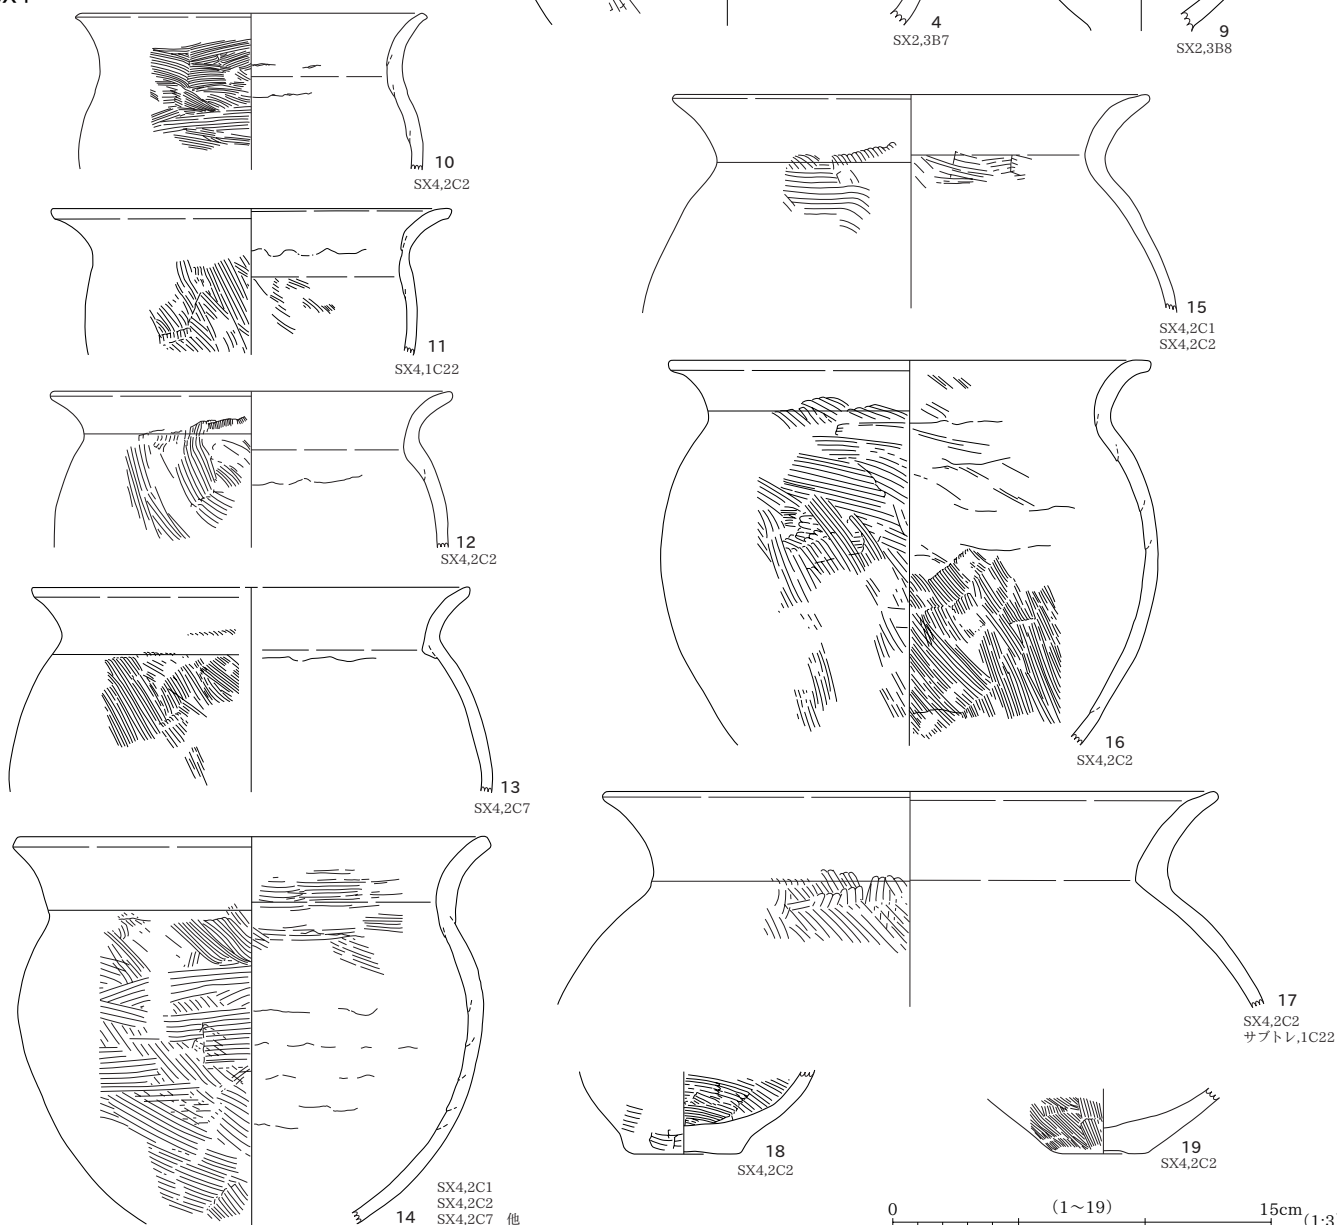 4
SX2,3B7
9
SX2,3B8
10
SX4,2C2
11
SX4,1C22
12
SX4,2C2
13
SX4,2C7
14
SX4,2C1
SX4,2C2
SX4,2C7 他
15
SX4,2C1
SX4,2C2
16
SX4,2C2
17
SX4,2C2
サブトレ,1C22
18
SX4,2C2
19
SX4,2C2
0 (1～19) 15cm